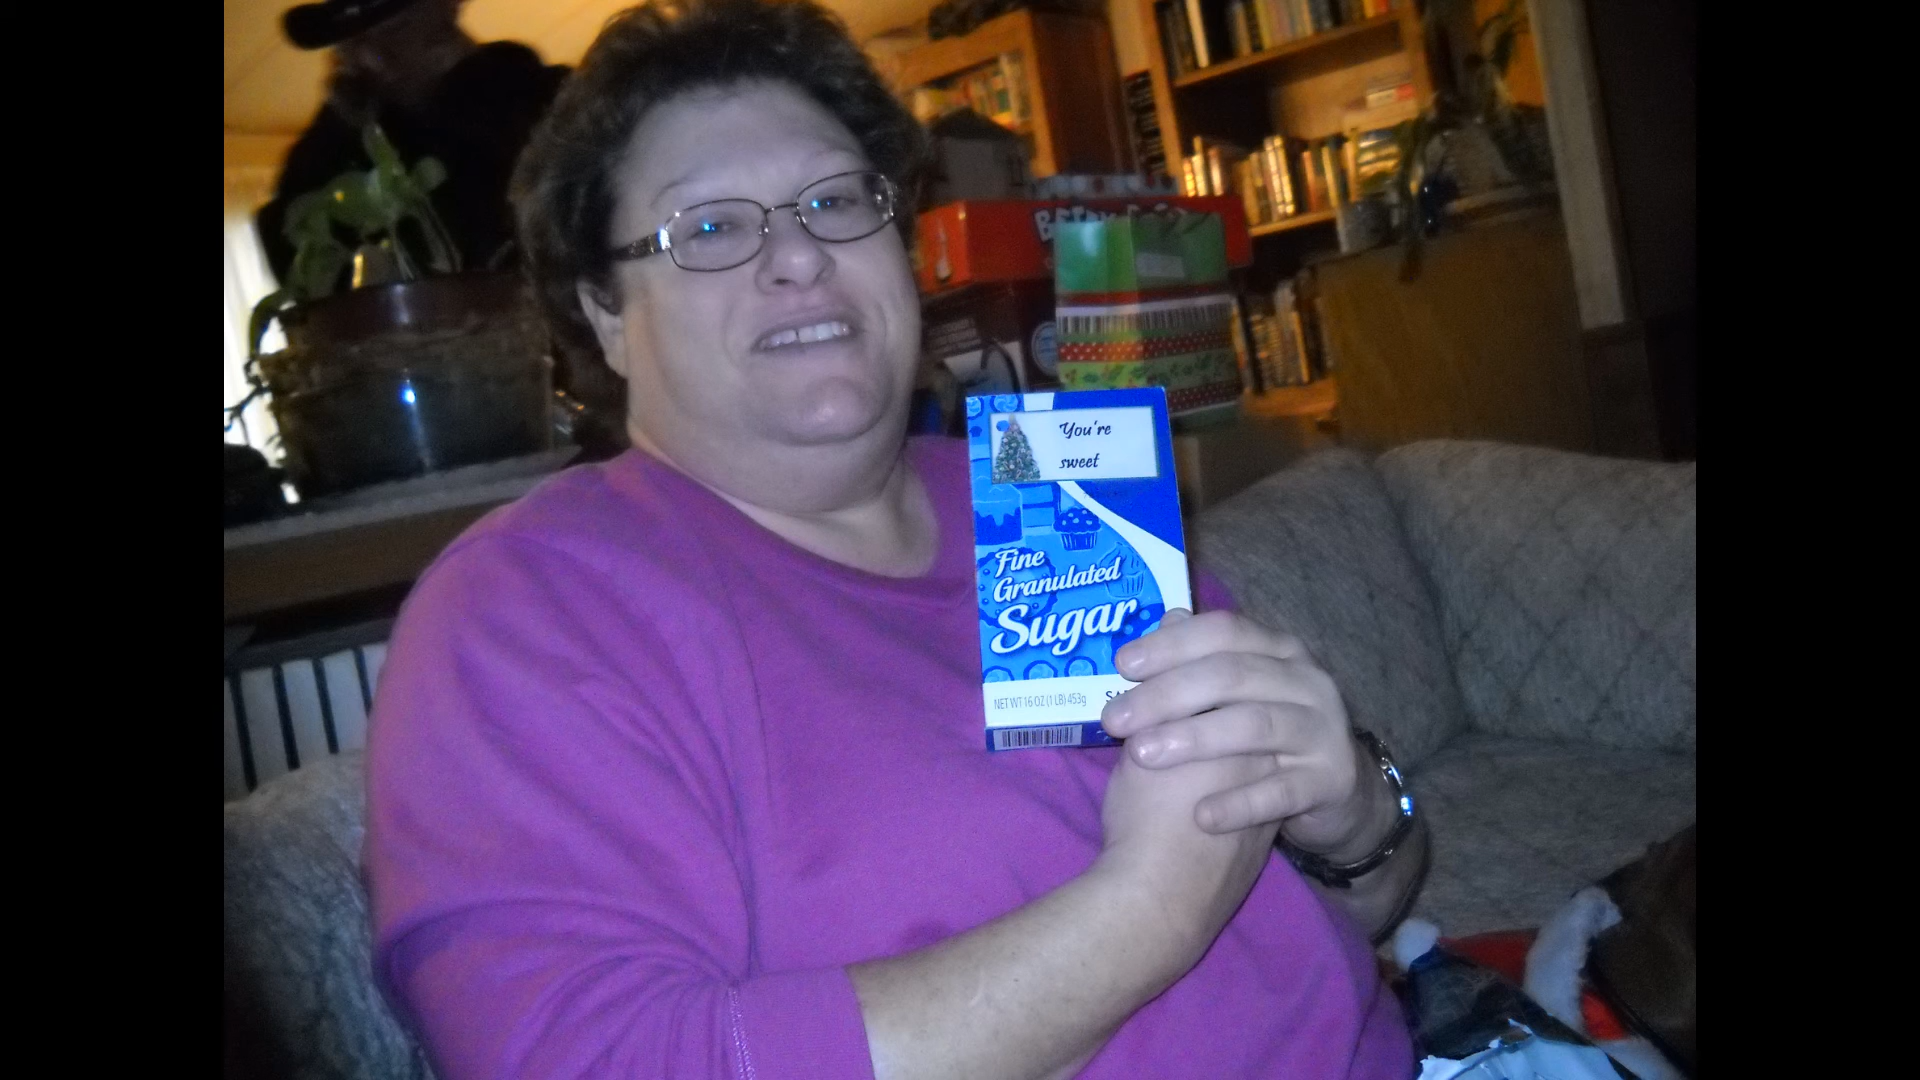 You're
sweet
Fine
Granulated
Sugar
NET WT 16 OZ (1 LB) 453g